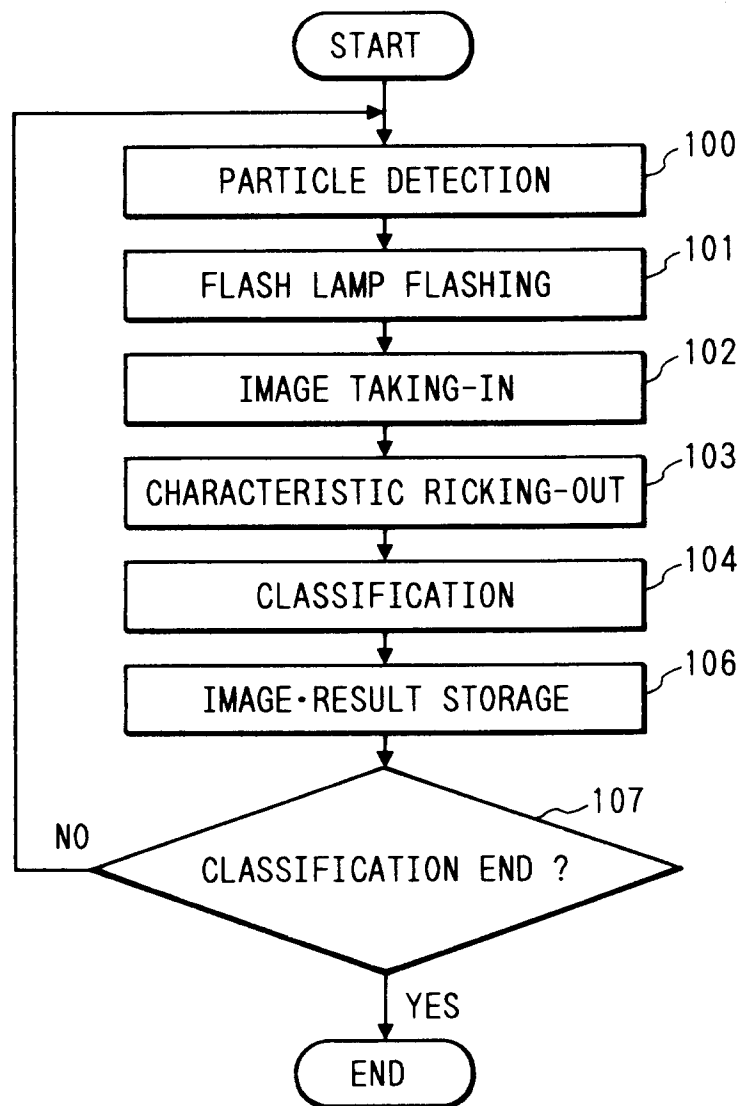 START
PARTICLE DETECTION
100
FLASH LAMP FLASHING
101
IMAGE TAKING-IN
102
CHARACTERISTIC RICKING-OUT
103
CLASSIFICATION
104
IMAGE·RESULT STORAGE
106
107
NO
CLASSIFICATION END ?
YES
END